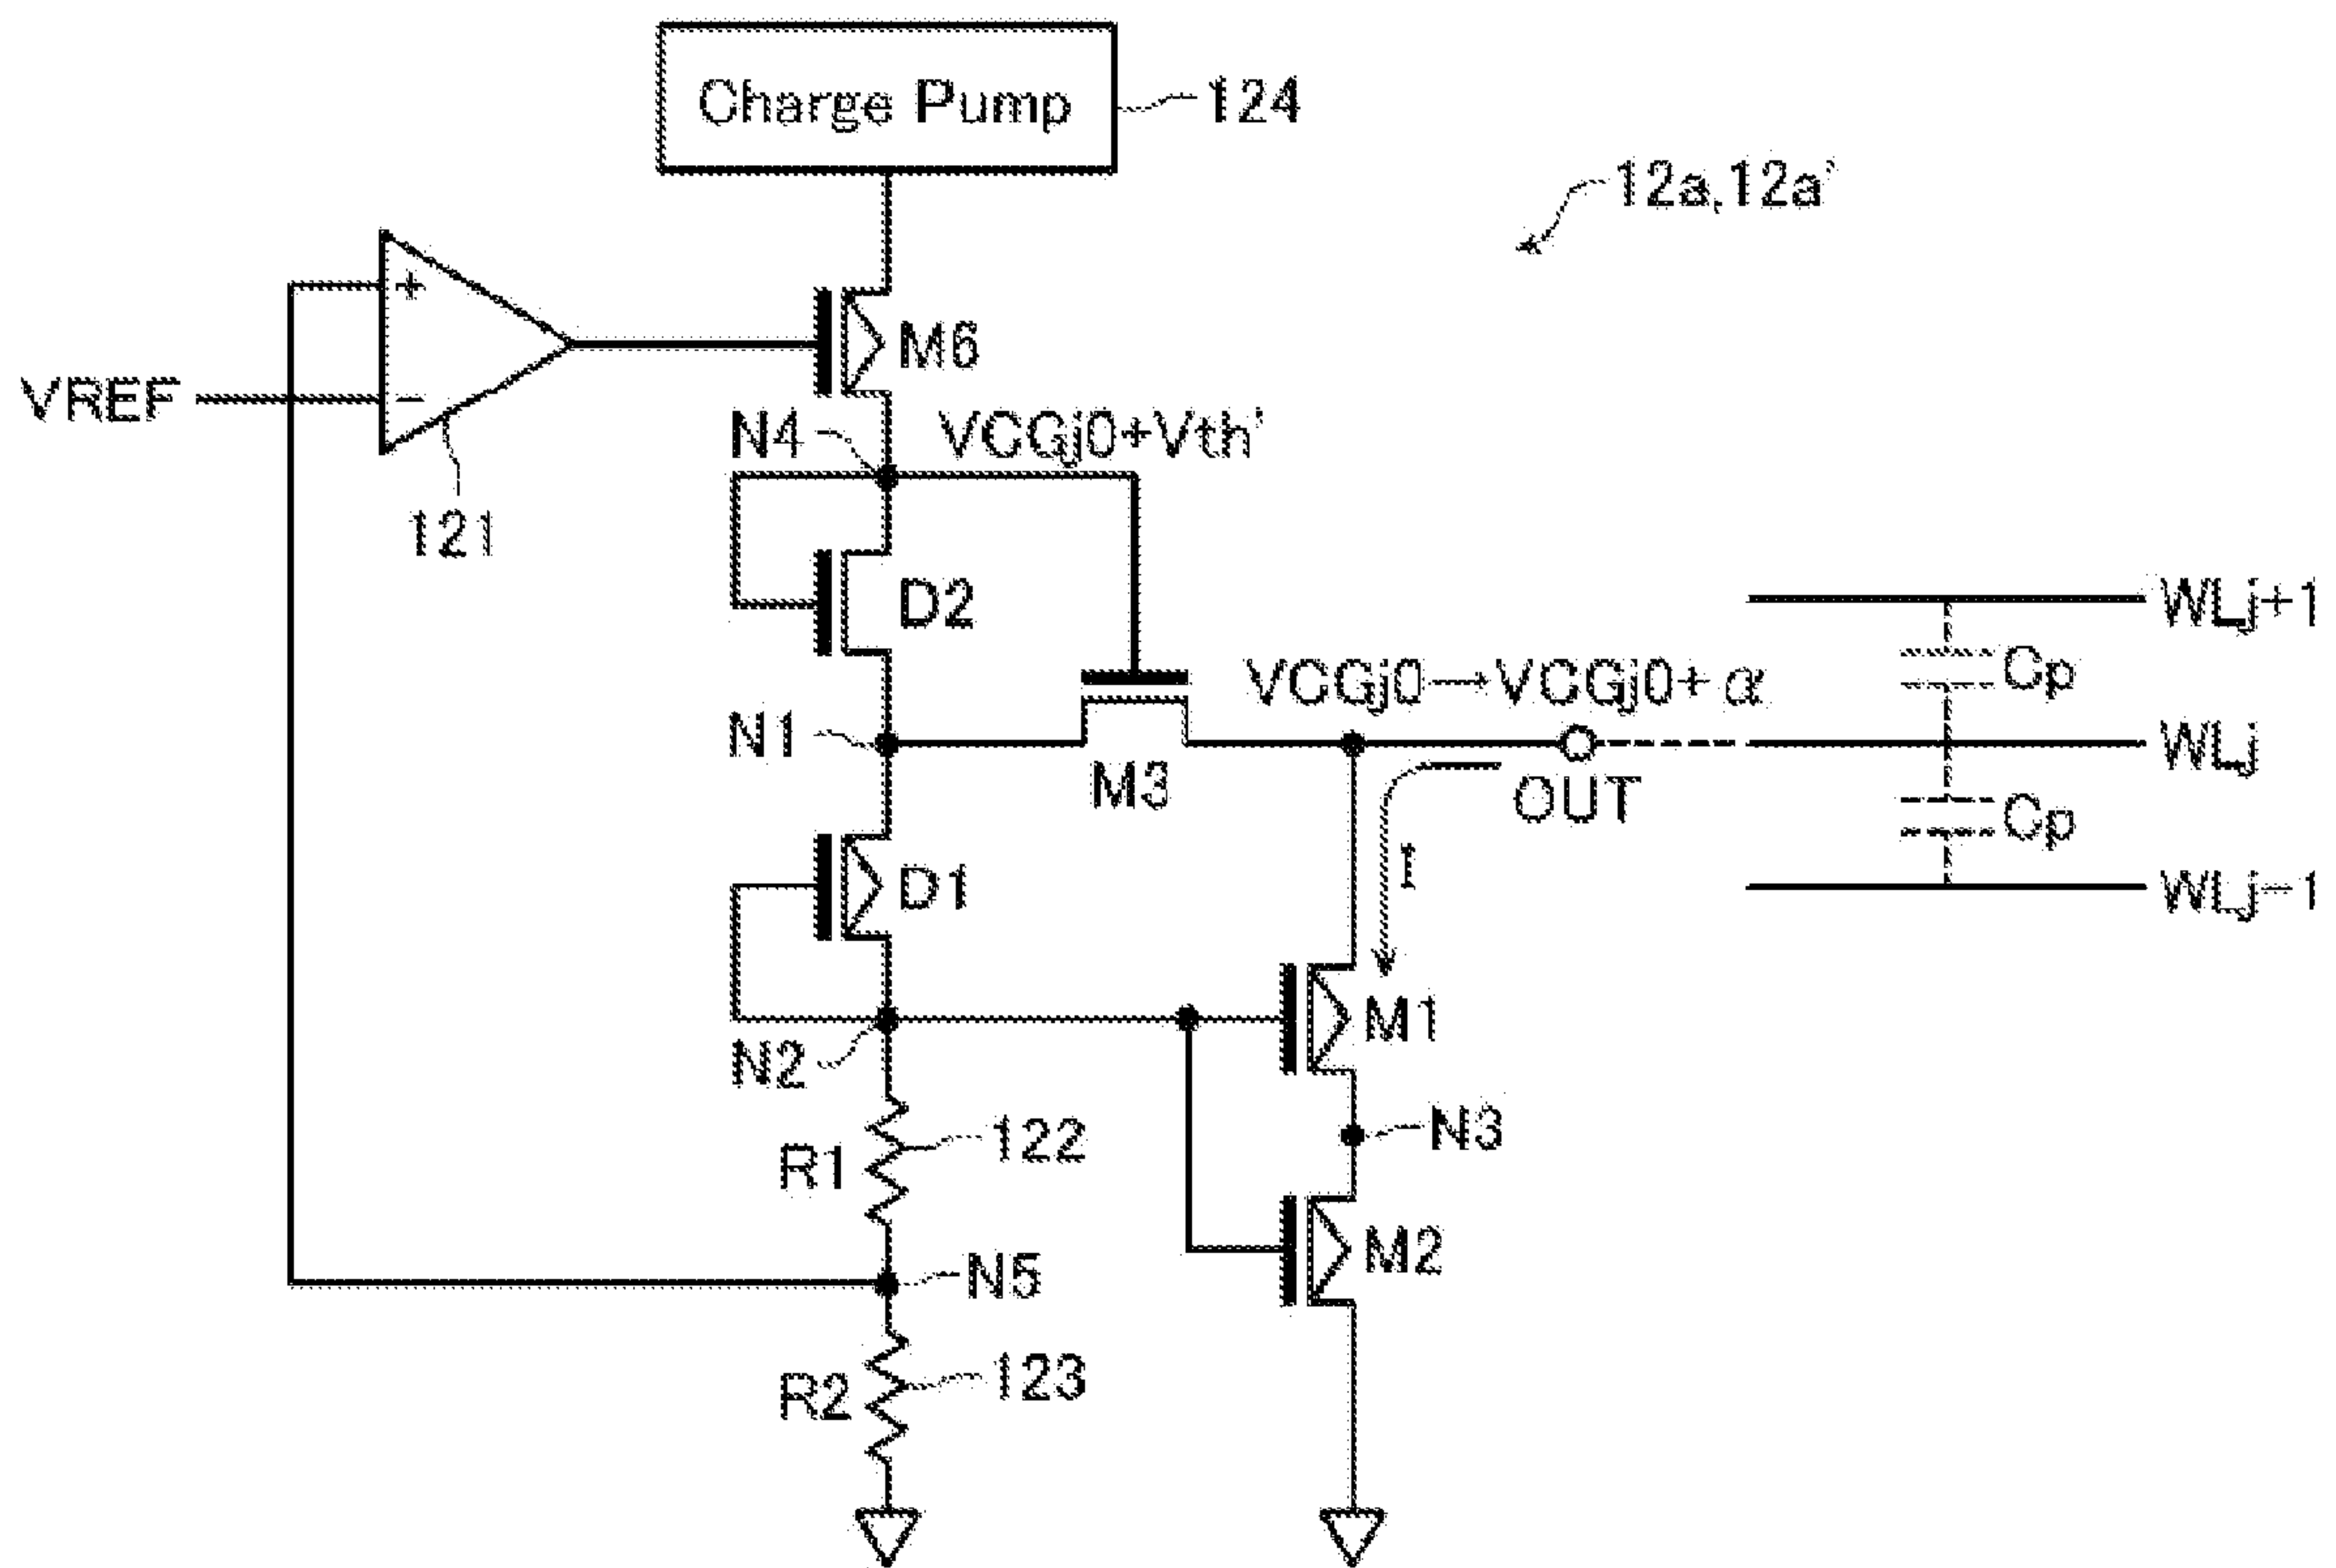 Charge Pump
124
12a,12a'
+
M6
VREF
−
N4
VCGj0+Vth'
121
D2
WLj+1
Cp
VCGj0→VCGj0+α
N1
WLj
M3
OUT
Cp
I
D1
WLj−1
M1
N2
122
N3
R1
M2
N5
123
R2